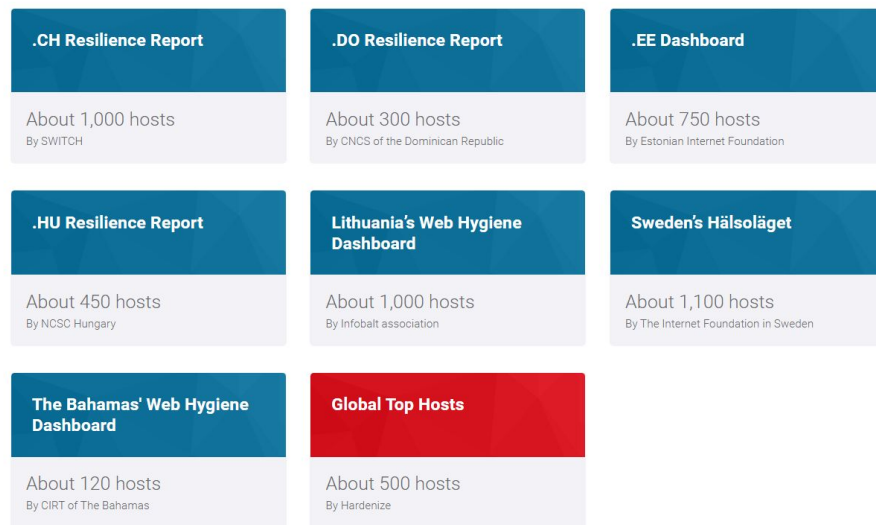 .CH Resilience Report
About 1,000 hosts
By SWITCH
.DO Resilience Report
About 300 hosts
By CNCS of the Dominican Republic
.EE Dashboard
About 750 hosts
By Estonian Internet Foundation
.HU Resilience Report
About 450 hosts
By NCSC Hungary
Lithuania’s Web Hygiene
Dashboard
About 1,000 hosts
By Infobalt association
Sweden’s Hälsoläget
About 1,100 hosts
By The Internet Foundation in Sweden
The Bahamas' Web Hygiene
Dashboard
About 120 hosts
By CIRT of The Bahamas
Global Top Hosts
About 500 hosts
By Hardenize